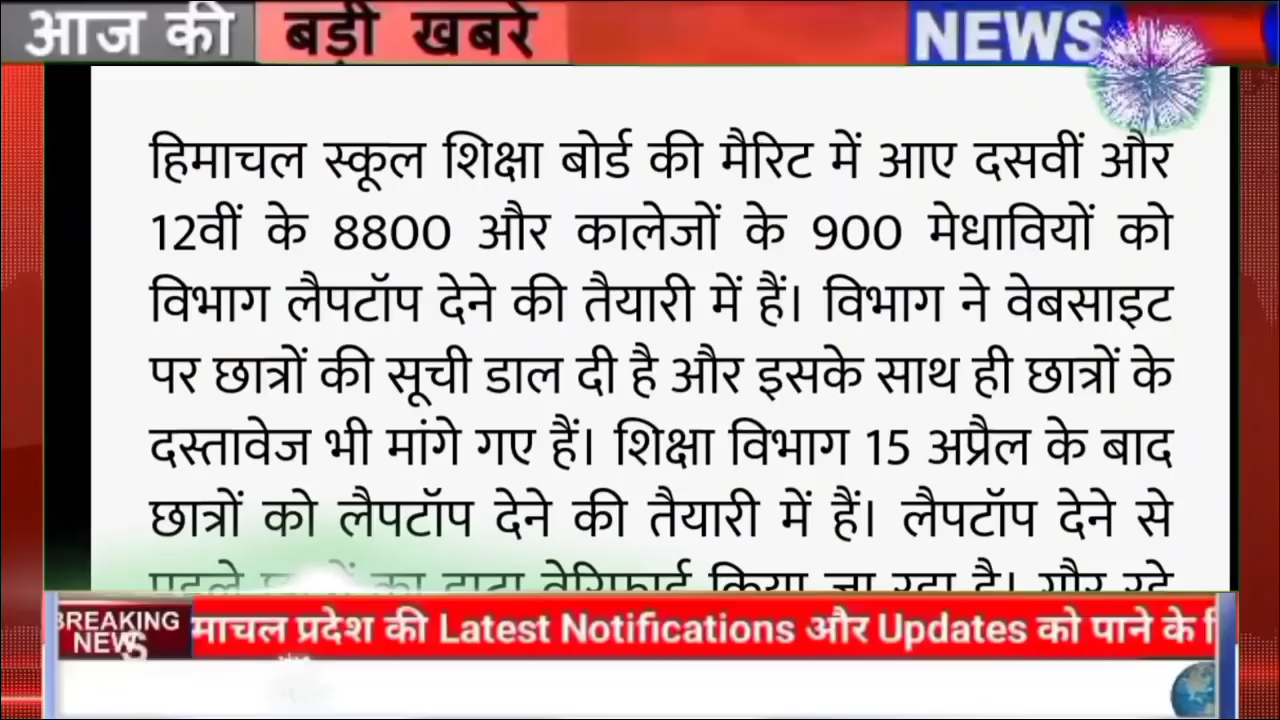 आज की बड़ी खबरे NEWS
हिमाचल स्कूल शिक्षा बोर्ड की मैरिट में आए दसवीं और
12वीं के 8800 और कालेजों के 900 मेधावियों को
विभाग लैपटॉप देने की तैयारी में हैं। विभाग ने वेबसाइट
पर छात्रों की सूची डाल दी है और इसके साथ ही छात्रों के
दस्तावेज भी मांगे गए हैं। शिक्षा विभाग 15 अप्रैल के बाद
छात्रों को लैपटॉप देने की तैयारी में हैं। लैपटॉप देने से
BREAKING
NEWS
माचल प्रदेश की Latest Notifications और Updates को पाने के